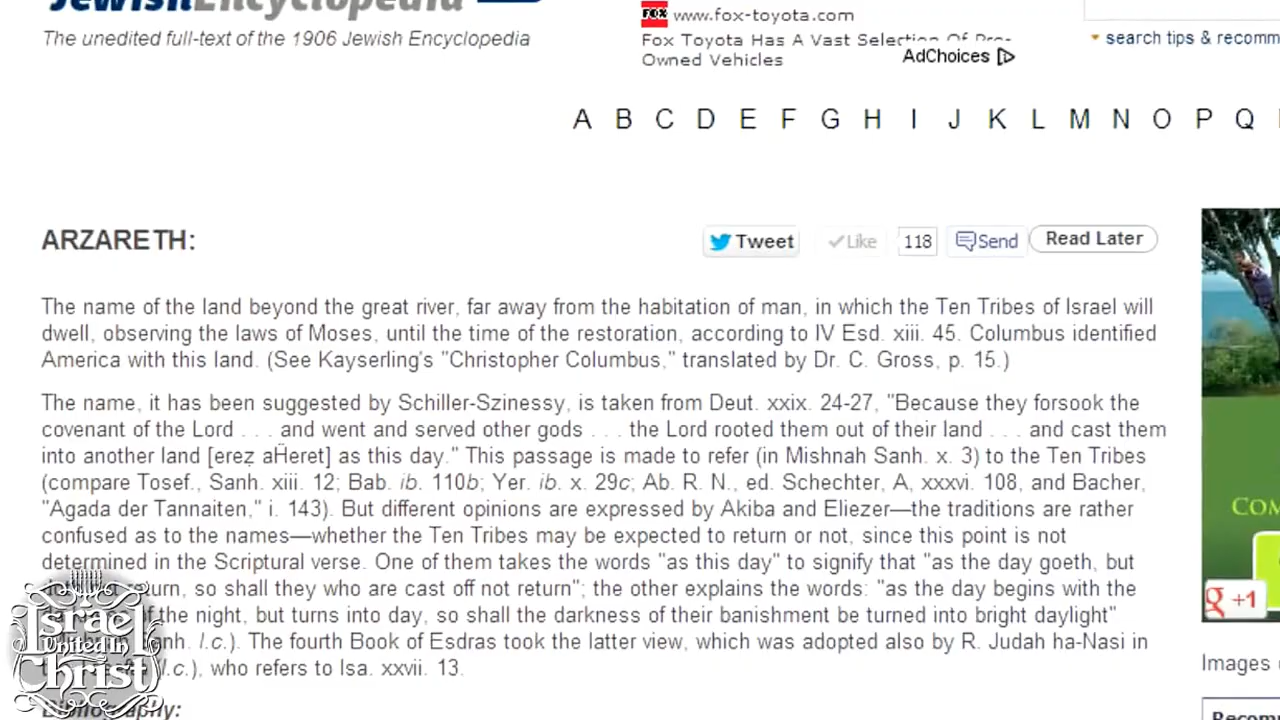 JewishEncyclopedia
The unedited full-text of the 1906 Jewish Encyclopedia
FOX www.fox-toyota.com
Fox Toyota Has A Vast Selection Of Pre-
Owned Vehicles
AdChoices
search tips & recomm
A B C D E F G H I J K L M N O P Q
ARZARETH:
Tweet Like 118 Send Read Later
The name of the land beyond the great river, far away from the habitation of man, in which the Ten Tribes of Israel will
dwell, observing the laws of Moses, until the time of the restoration, according to IV Esd. xiii. 45. Columbus identified
America with this land. (See Kayserling's "Christopher Columbus," translated by Dr. C. Gross, p. 15.)
The name, it has been suggested by Schiller-Szinessy, is taken from Deut. xxix. 24-27, "Because they forsook the
covenant of the Lord . . . and went and served other gods . . . the Lord rooted them out of their land . . . and cast them
into another land [ereẓ aḤeret] as this day." This passage is made to refer (in Mishnah Sanh. x. 3) to the Ten Tribes
(compare Tosef., Sanh. xiii. 12; Bab. ib. 110b; Yer. ib. x. 29c; Ab. R. N., ed. Schechter, A, xxxvi. 108, and Bacher,
"Agada der Tannaiten," i. 143). But different opinions are expressed by Akiba and Eliezer—the traditions are rather
confused as to the names—whether the Ten Tribes may be expected to return or not, since this point is not
determined in the Scriptural verse. One of them takes the words "as this day" to signify that "as the day goeth, but
urn, so shall they who are cast off not return"; the other explains the words: "as the day begins with the
of the night, but turns into day, so shall the darkness of their banishment be turned into bright daylight"
nh. l.c.). The fourth Book of Esdras took the latter view, which was adopted also by R. Judah ha-Nasi in
l.c.), who refers to Isa. xxvii. 13.
Bibliography:
Israel
United in
Christ
COM
+1
Images
Recom